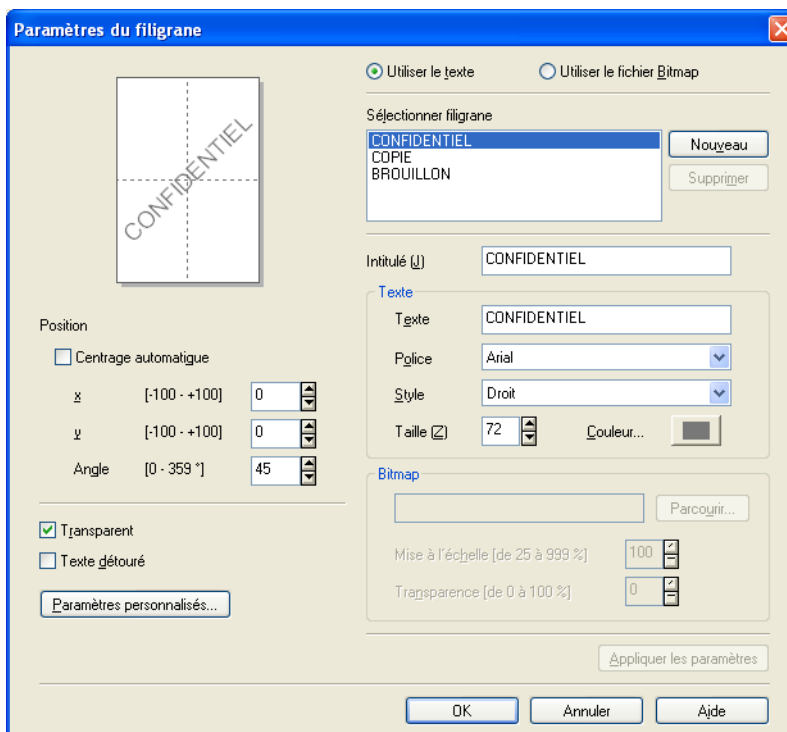 Paramètres du filigrane
CONFIDENTIEL
Utiliser le texte
Utiliser le fichier Bitmap
Sélectionner filigrane
CONFIDENTIEL
COPIE
BROUILLON
Nouveau
Supprimer
Intitulé (J)
CONFIDENTIEL
Texte
Texte
CONFIDENTIEL
Police
Arial
Style
Droit
Taille (Z)
72
Couleur...
Position
Centrage automatique
x
[-100 - +100]
0
y
[-100 - +100]
0
Angle
[0 - 359 °]
45
Transparent
Texte détouré
Paramètres personnalisés...
Bitmap
Parcourir...
Mise à l'échelle [de 25 à 999 %]
100
Transparence [de 0 à 100 %]
0
Appliquer les paramètres
OK
Annuler
Aide